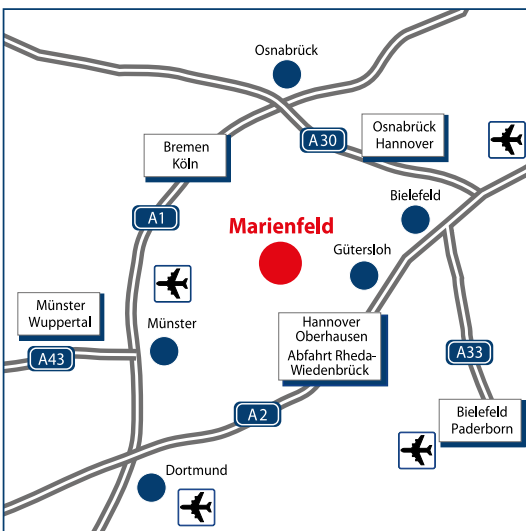 Osnabrück
A30
Osnabrück
Hannover
Bremen
Köln
Bielefeld
A1
Marienfeld
Gütersloh
Münster
Wuppertal
Münster
Hannover
Oberhausen
Abfahrt Rheda-
Wiedenbrück
A43
A33
A2
Bielefeld
Paderborn
Dortmund